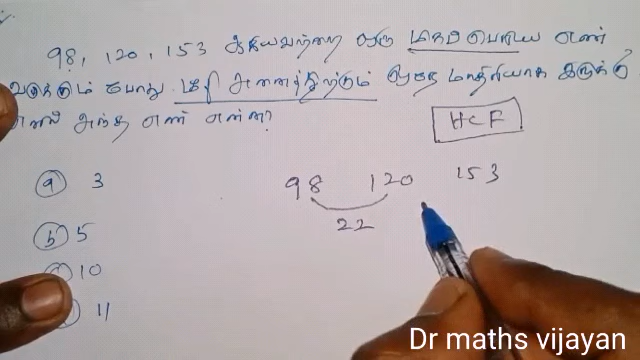 98, 120, 153 ஆகியவற்றை ஒரு மிகப்பெரிய எண்
வகுக்கும் போது மீதி அனைத்திற்கும் ஒரே மாதிரியாக இருக்கு
எனில் அந்த எண் என்ன?
HCF
a 3
98 120 153
b 5
22
10
11
Dr maths vijayan